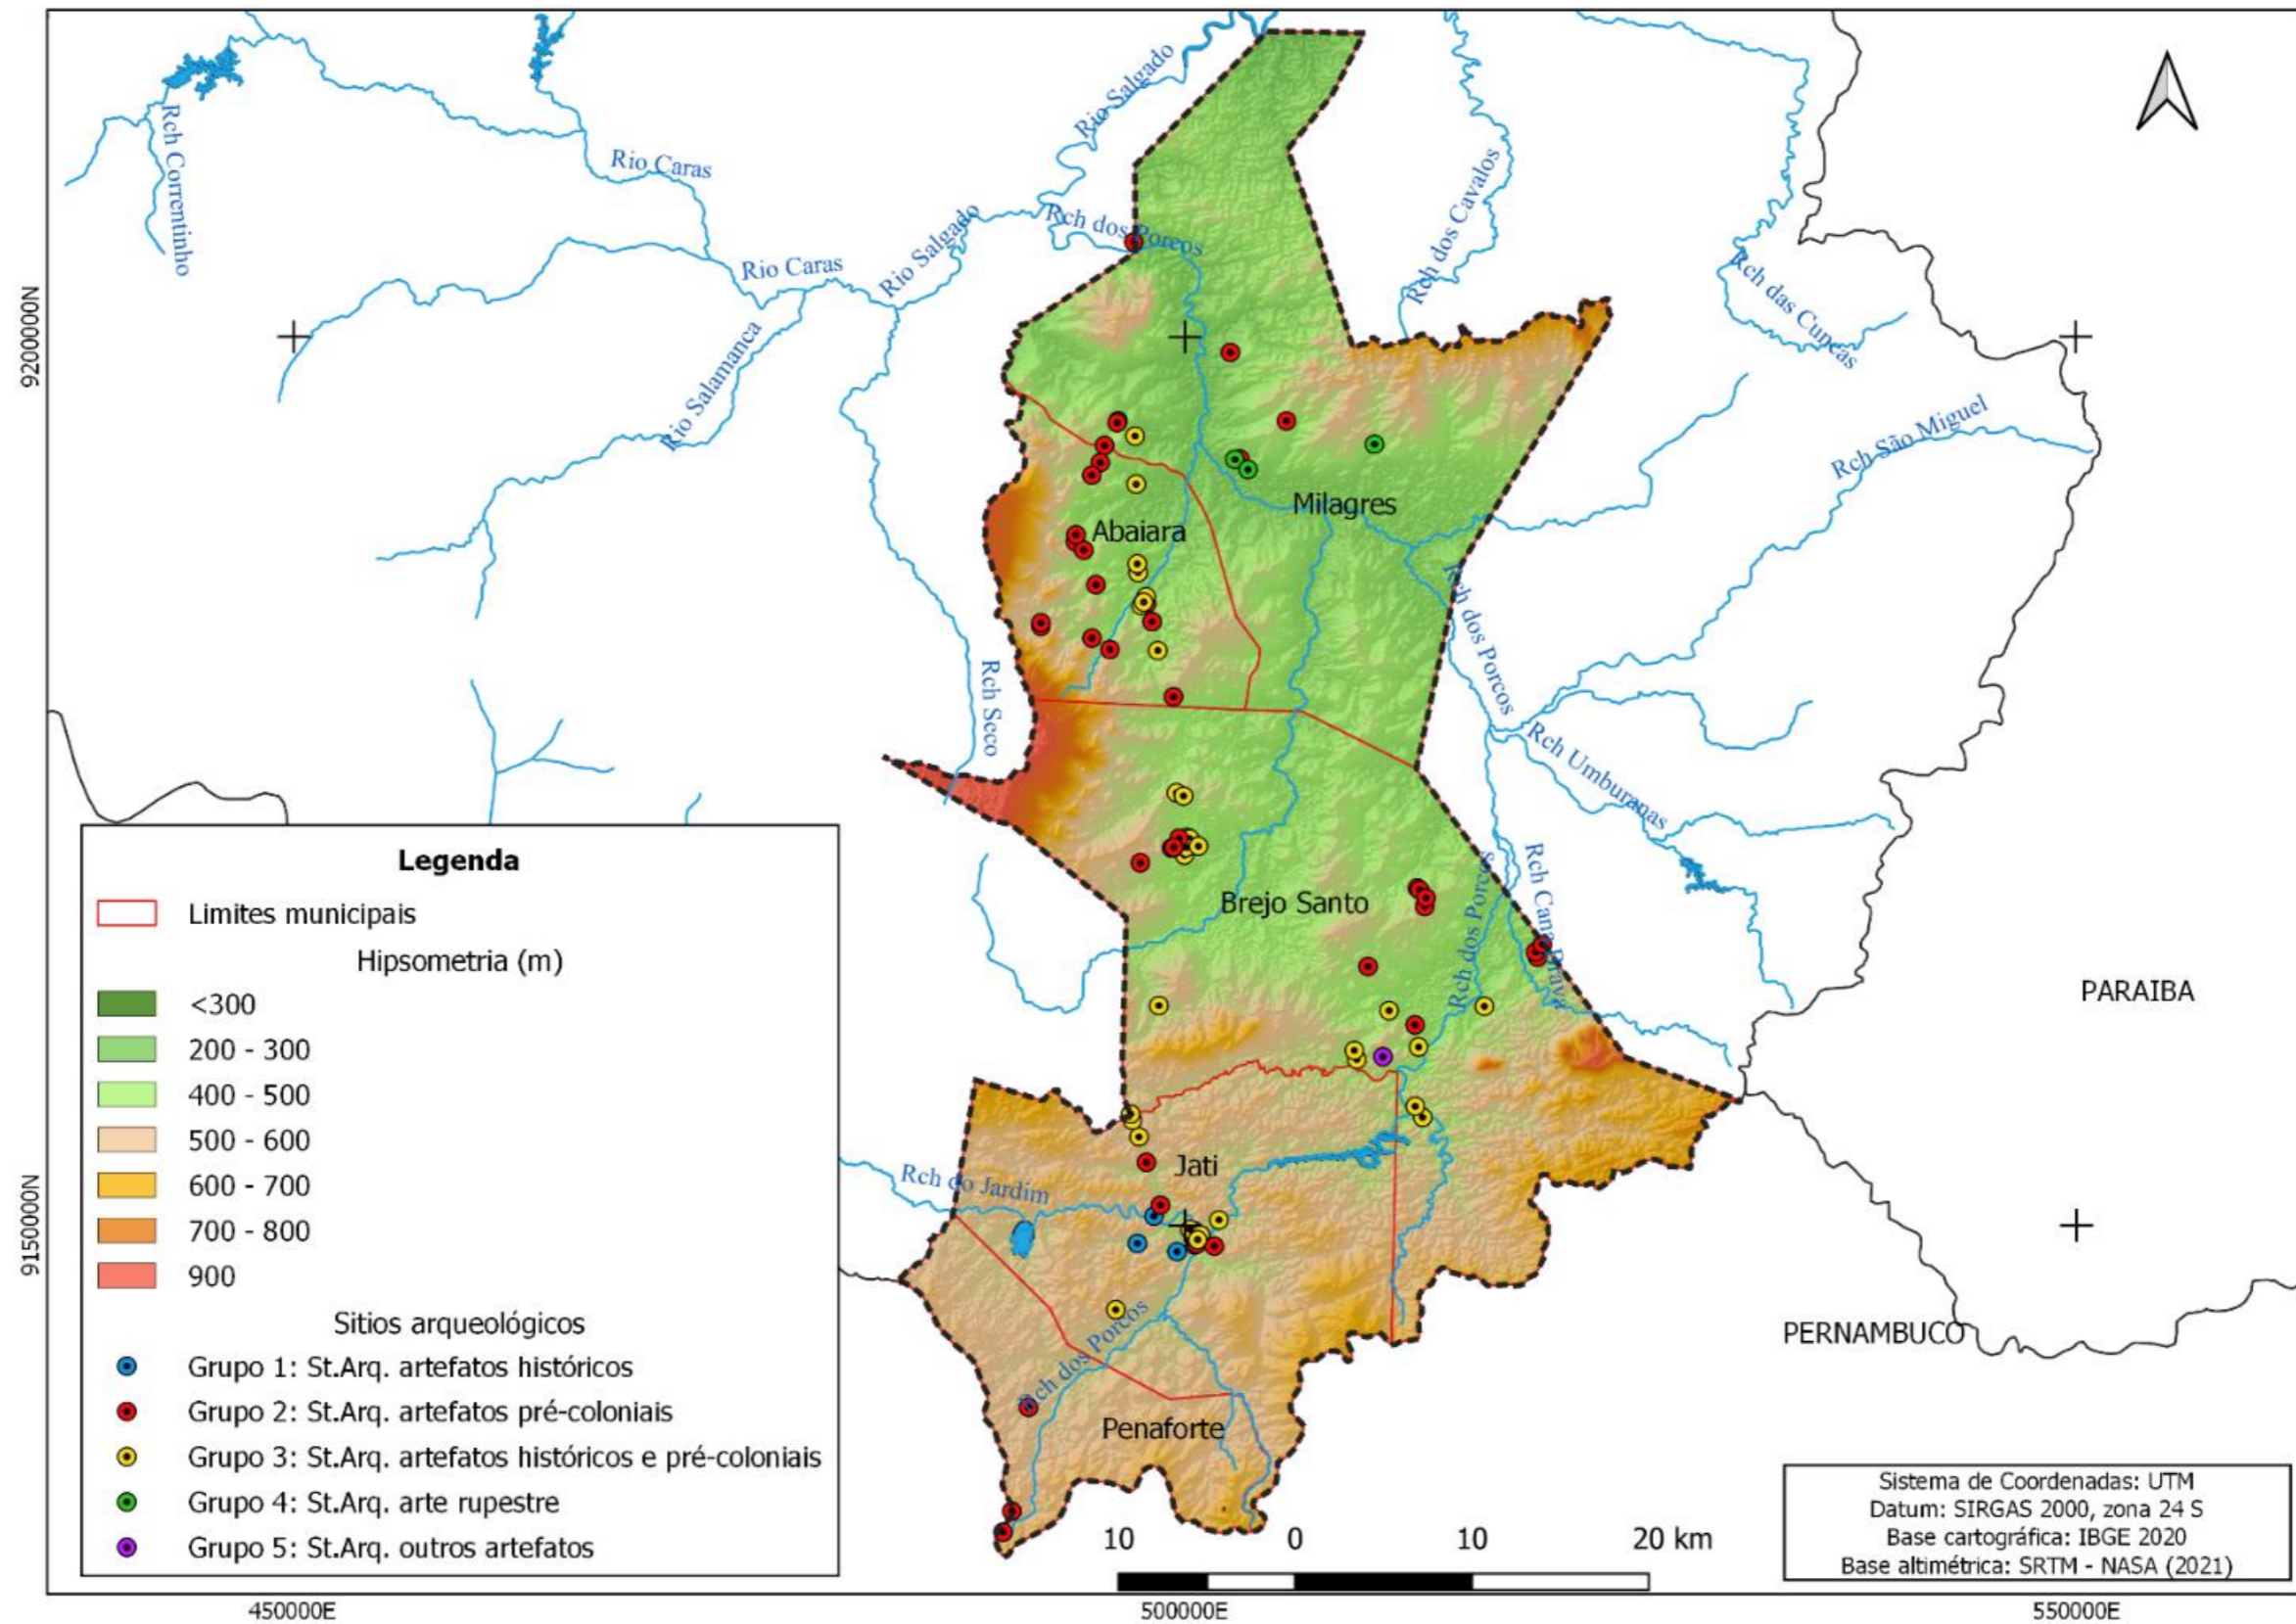 Rio Salgado
Rch Correntinho
Rio Caras
Rch dos Cavalos
Rch dos Porcos
Rio Salgado
Rio Caras
Rch das Cuncas
9200000N
Rio Salamanca
Rch São Miguel
Milagres
Abaiara
Rch dos Porcos
Rch Seco
Rch Umburanas
Legenda
Limites municipais
Hipsometria (m)
<300
200 - 300
400 - 500
500 - 600
600 - 700
700 - 800
900
Sitios arqueológicos
Grupo 1: St.Arq. artefatos históricos
Grupo 2: St.Arq. artefatos pré-coloniais
Grupo 3: St.Arq. artefatos históricos e pré-coloniais
Grupo 4: St.Arq. arte rupestre
Grupo 5: St.Arq. outros artefatos
Brejo Santo
Rch dos Porcos
Rch Cana Brava
PARAIBA
Jati
Rch do Jardim
9150000N
PERNAMBUCO
Rch dos Porcos
Penaforte
10 0 10 20 km
Sistema de Coordenadas: UTM
Datum: SIRGAS 2000, zona 24 S
Base cartográfica: IBGE 2020
Base altimétrica: SRTM - NASA (2021)
450000E 500000E 550000E